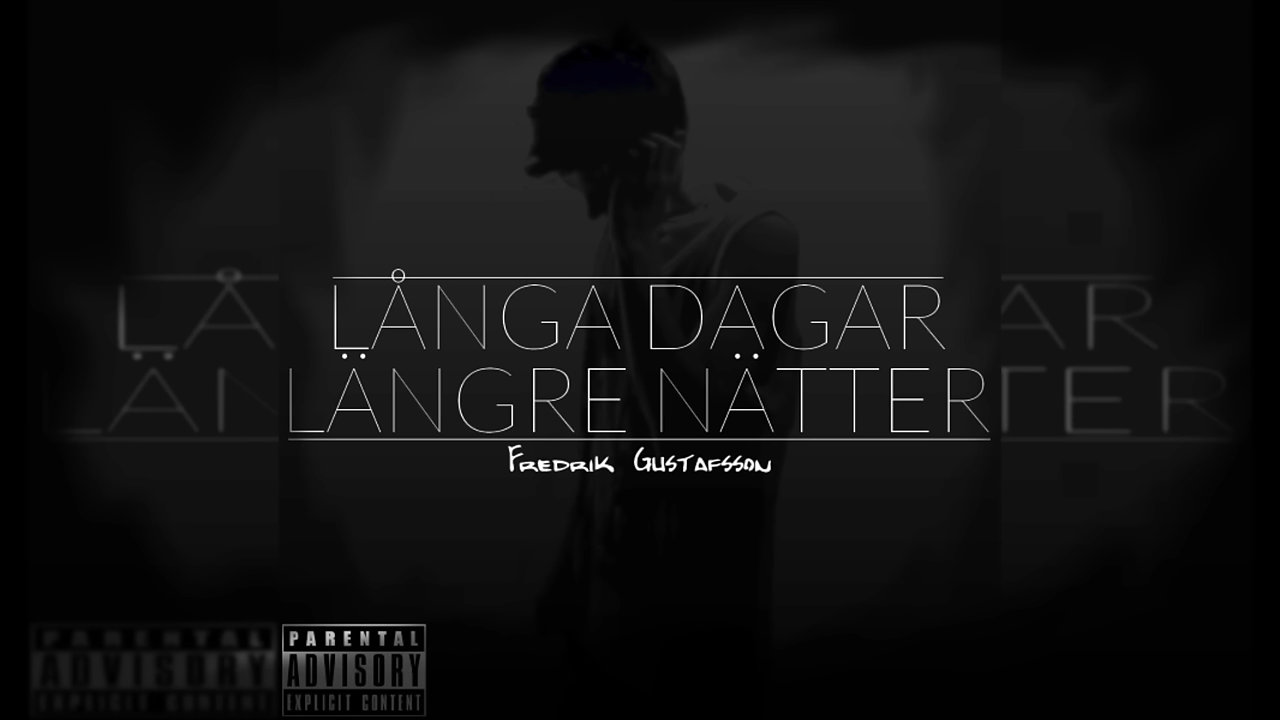 LÅNGA DAGAR
LÄNGRE NÄTTER
FREDRIK GUSTAFSSON
PARENTAL
ADVISORY
EXPLICIT CONTENT